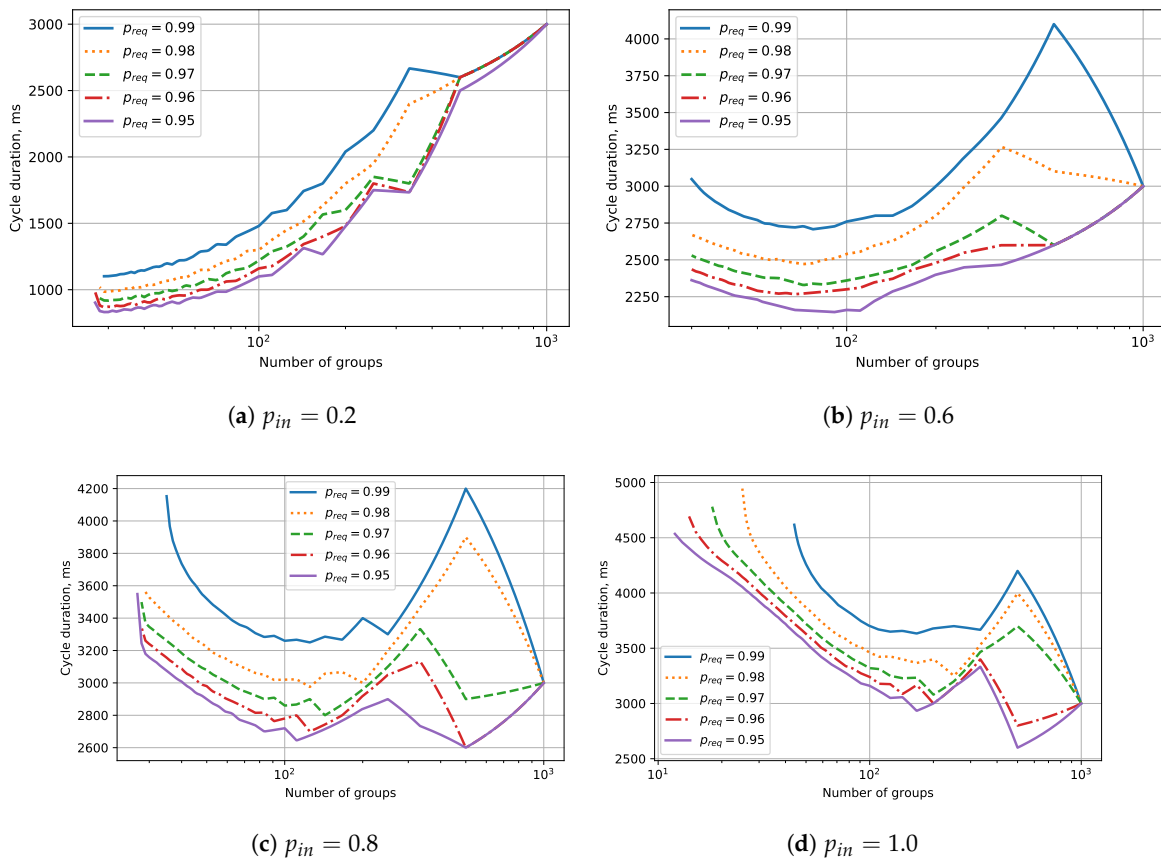 3000
2500
2000
1500
1000
Cycle duration, ms
p_req = 0.99
p_req = 0.98
p_req = 0.97
p_req = 0.96
p_req = 0.95
10²
10³
Number of groups
(a) p_in = 0.2
4000
3750
3500
3250
3000
2750
2500
2250
Cycle duration, ms
p_req = 0.99
p_req = 0.98
p_req = 0.97
p_req = 0.96
p_req = 0.95
10²
10³
Number of groups
(b) p_in = 0.6
4200
4000
3800
3600
3400
3200
3000
2800
2600
Cycle duration, ms
p_req = 0.99
p_req = 0.98
p_req = 0.97
p_req = 0.96
p_req = 0.95
10²
10³
Number of groups
(c) p_in = 0.8
5000
4500
4000
3500
3000
2500
Cycle duration, ms
p_req = 0.99
p_req = 0.98
p_req = 0.97
p_req = 0.96
p_req = 0.95
10¹
10²
10³
Number of groups
(d) p_in = 1.0